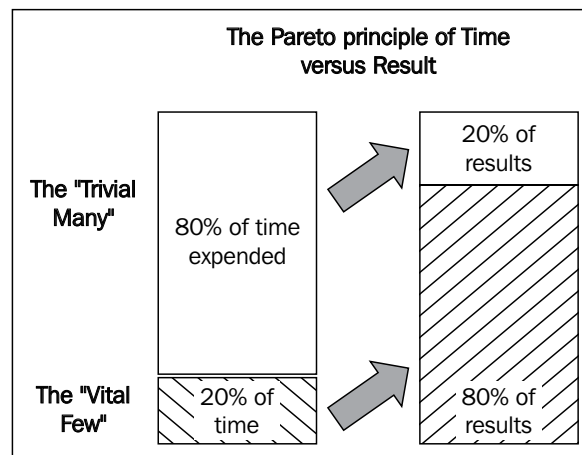 The Pareto principle of Time
versus Result
The "Trivial
Many"
80% of time
expended
20% of
results
The "Vital
Few"
20% of
time
80% of
results